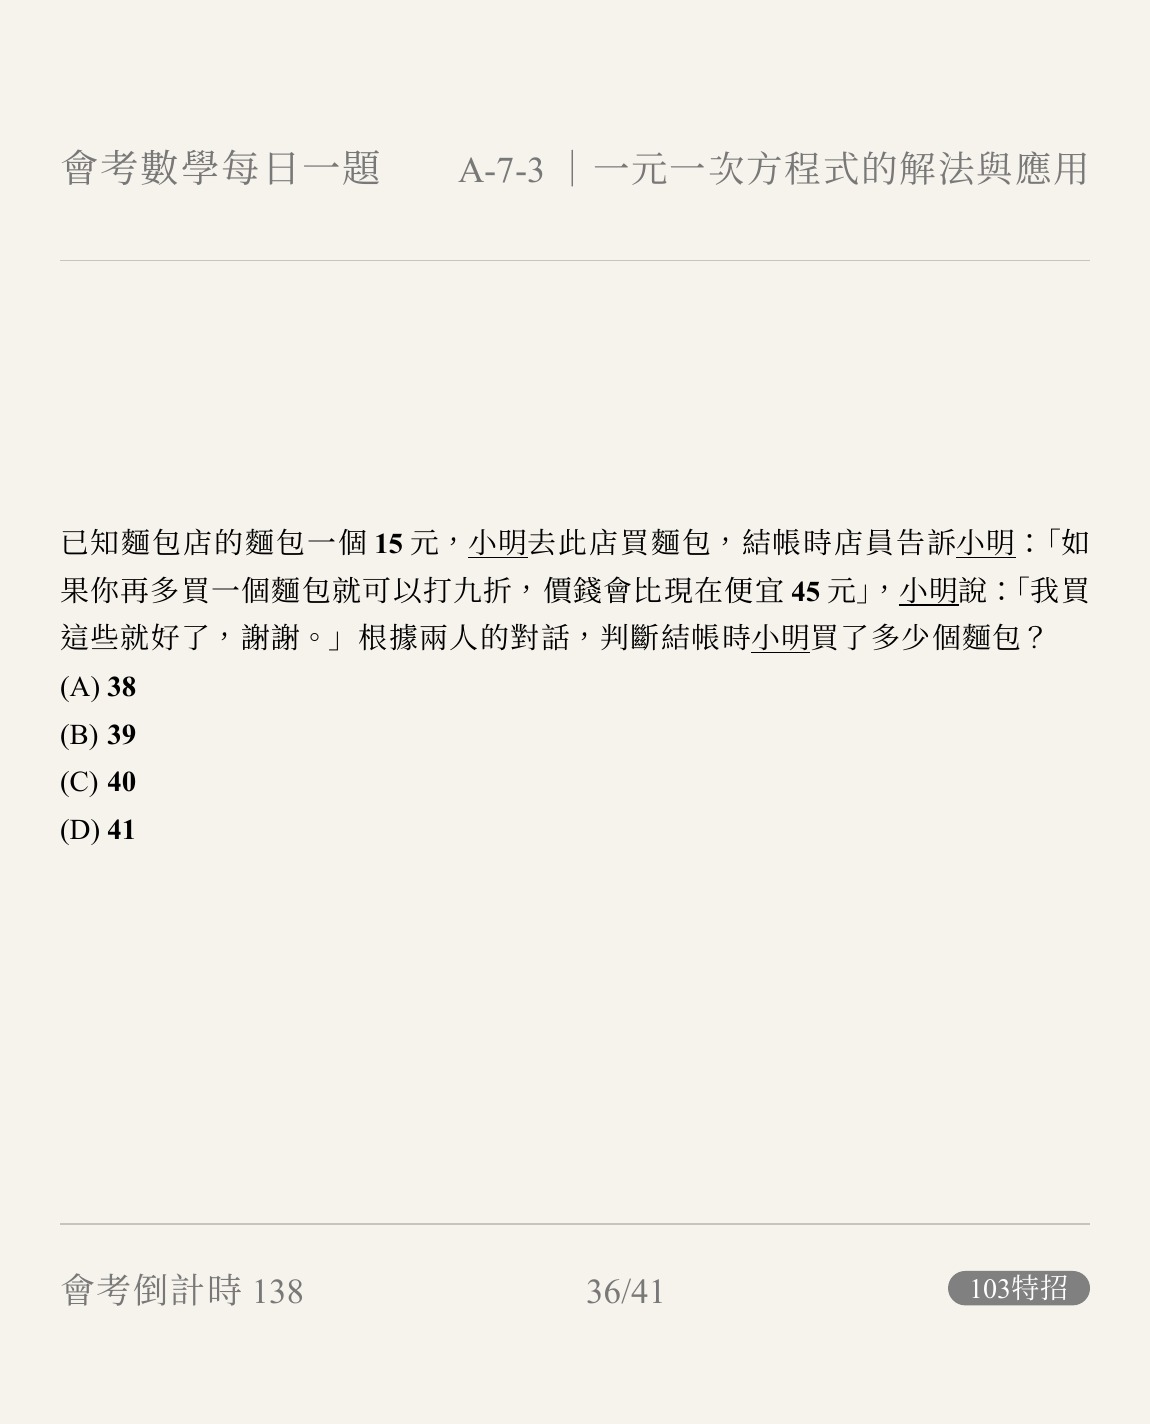 會考數學每日一題
A-7-3｜一元一次方程式的解法與應用
已知麵包店的麵包一個 15 元，小明去此店買麵包，結帳時店員告訴小明：「如
果你再多買一個麵包就可以打九折，價錢會比現在便宜 45 元」，小明說：「我買
這些就好了，謝謝。」根據兩人的對話，判斷結帳時小明買了多少個麵包？
(A) 38
(B) 39
(C) 40
(D) 41
會考倒計時 138
36/41
103特招